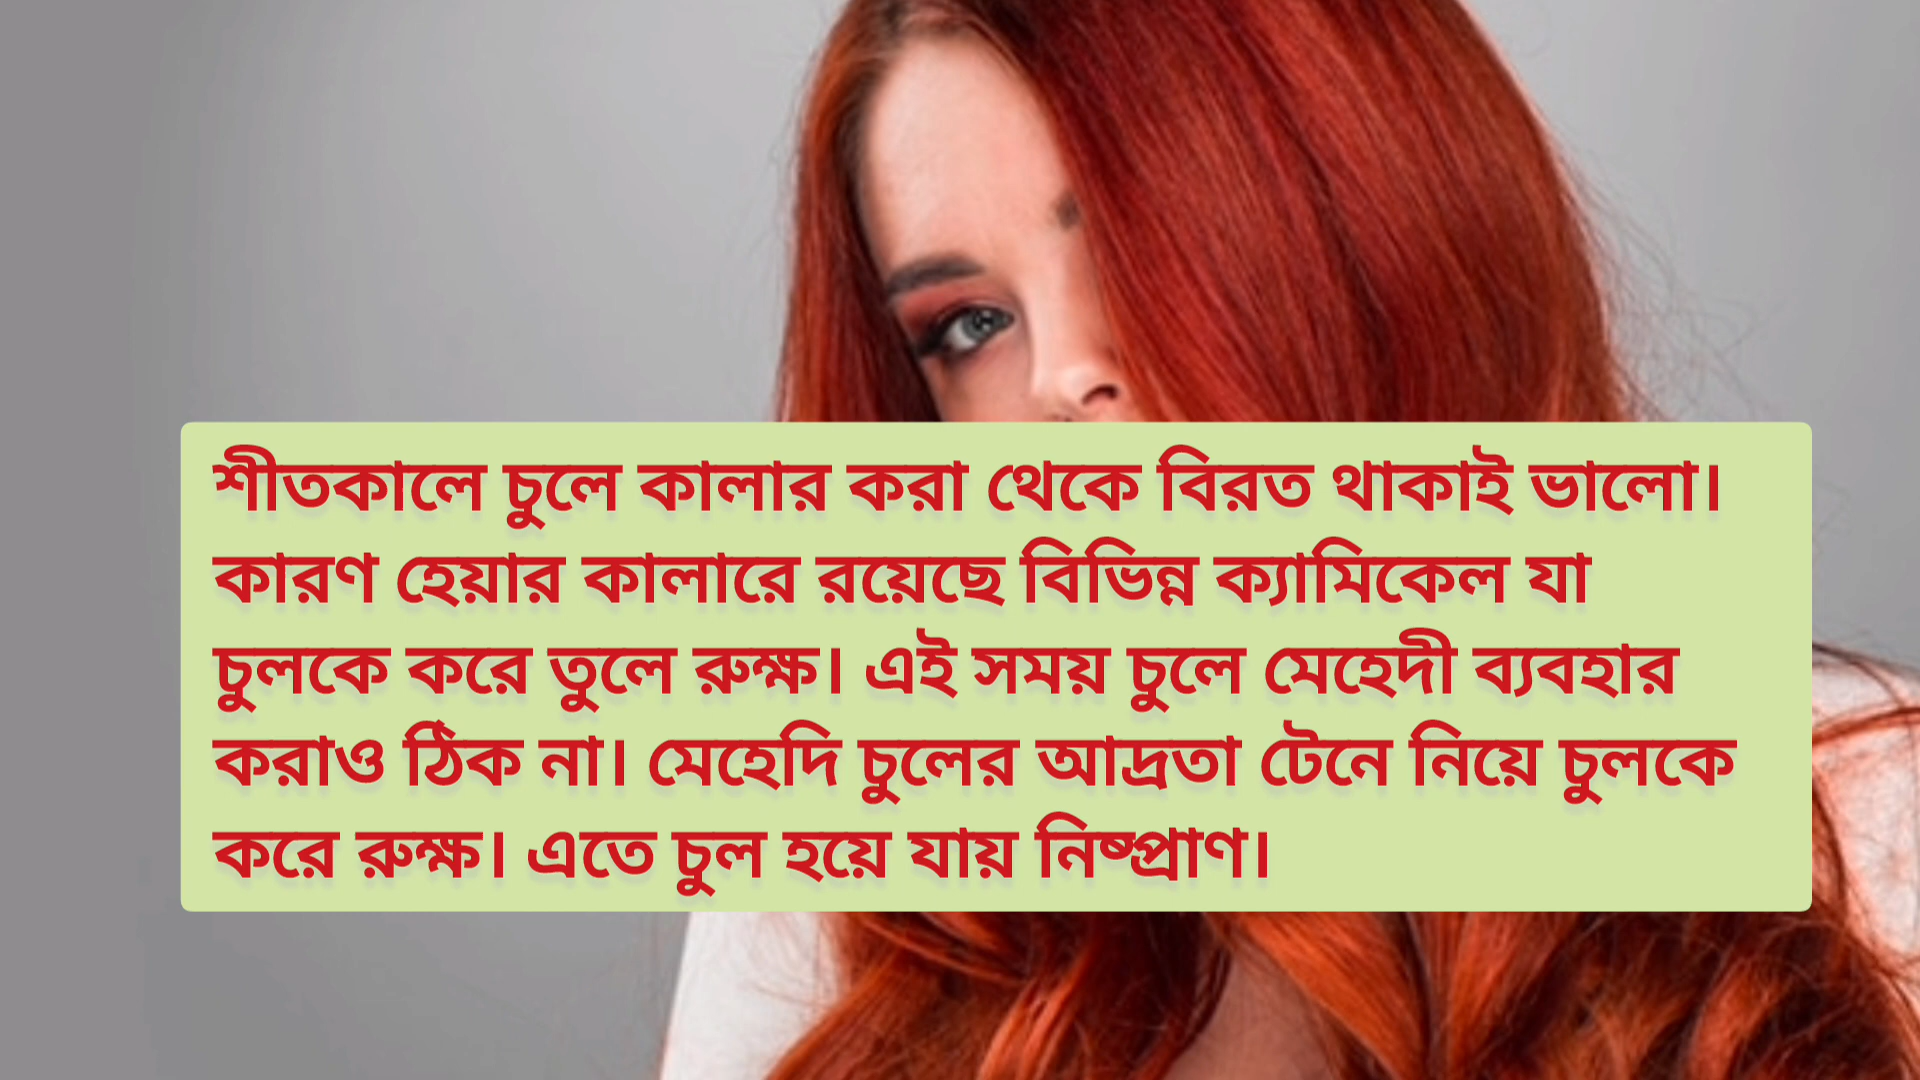 শীতকালে চুলে কালার করা থেকে বিরত থাকাই ভালো।
কারণ হেয়ার কালারে রয়েছে বিভিন্ন ক্যামিকেল যা
চুলকে করে তুলে রুক্ষ। এই সময় চুলে মেহেদী ব্যবহার
করাও ঠিক না। মেহেদি চুলের আদ্রতা টেনে নিয়ে চুলকে
করে রুক্ষ। এতে চুল হয়ে যায় নিষ্প্রাণ।